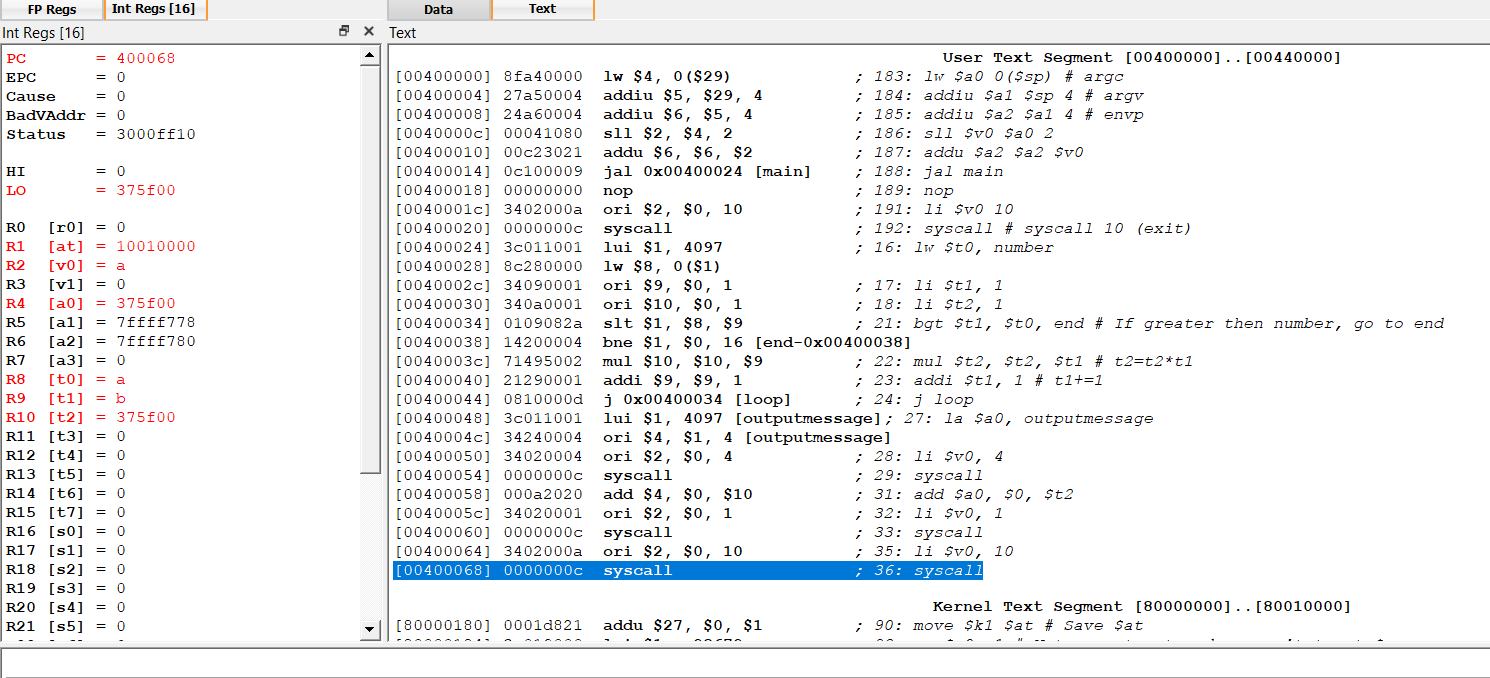 FP Regs
Int Regs [16]
Int Regs [16]
PC = 400068
EPC = 0
Cause = 0
BadVAddr = 0
Status = 3000ff10
HI = 0
LO = 375f00
R0 [r0] = 0
R1 [at] = 10010000
R2 [v0] = a
R3 [v1] = 0
R4 [a0] = 375f00
R5 [a1] = 7ffff778
R6 [a2] = 7ffff780
R7 [a3] = 0
R8 [t0] = a
R9 [t1] = b
R10 [t2] = 375f00
R11 [t3] = 0
R12 [t4] = 0
R13 [t5] = 0
R14 [t6] = 0
R15 [t7] = 0
R16 [s0] = 0
R17 [s1] = 0
R18 [s2] = 0
R19 [s3] = 0
R20 [s4] = 0
R21 [s5] = 0
Data
Text
Text
User Text Segment [00400000]..[00440000]
[00400000] 8fa40000 lw $4, 0($29) ; 183: lw $a0 0($sp) # argc
[00400004] 27a50004 addiu $5, $29, 4 ; 184: addiu $a1 $sp 4 # argv
[00400008] 24a60004 addiu $6, $5, 4 ; 185: addiu $a2 $a1 4 # envp
[0040000c] 00041080 sll $2, $4, 2 ; 186: sll $v0 $a0 2
[00400010] 00c23021 addu $6, $6, $2 ; 187: addu $a2 $a2 $v0
[00400014] 0c100009 jal 0x00400024 [main] ; 188: jal main
[00400018] 00000000 nop ; 189: nop
[0040001c] 3402000a ori $2, $0, 10 ; 191: li $v0 10
[00400020] 0000000c syscall ; 192: syscall # syscall 10 (exit)
[00400024] 3c011001 lui $1, 4097 ; 16: lw $t0, number
[00400028] 8c280000 lw $8, 0($1)
[0040002c] 34090001 ori $9, $0, 1 ; 17: li $t1, 1
[00400030] 340a0001 ori $10, $0, 1 ; 18: li $t2, 1
[00400034] 0109082a slt $1, $8, $9 ; 21: bgt $t1, $t0, end # If greater then number, go to end
[00400038] 14200004 bne $1, $0, 16 [end-0x00400038]
[0040003c] 71495002 mul $10, $10, $9 ; 22: mul $t2, $t2, $t1 # t2=t2*t1
[00400040] 21290001 addi $9, $9, 1 ; 23: addi $t1, 1 # t1+=1
[00400044] 0810000d j 0x00400034 [loop] ; 24: j loop
[00400048] 3c011001 lui $1, 4097 [outputmessage]; 27: la $a0, outputmessage
[0040004c] 34240004 ori $4, $1, 4 [outputmessage]
[00400050] 34020004 ori $2, $0, 4 ; 28: li $v0, 4
[00400054] 0000000c syscall ; 29: syscall
[00400058] 000a2020 add $4, $0, $10 ; 31: add $a0, $0, $t2
[0040005c] 34020001 ori $2, $0, 1 ; 32: li $v0, 1
[00400060] 0000000c syscall ; 33: syscall
[00400064] 3402000a ori $2, $0, 10 ; 35: li $v0, 10
[00400068] 0000000c syscall ; 36: syscall
Kernel Text Segment [80000000]..[80010000]
[80000180] 0001d821 addu $27, $0, $1 ; 90: move $k1 $at # Save $at